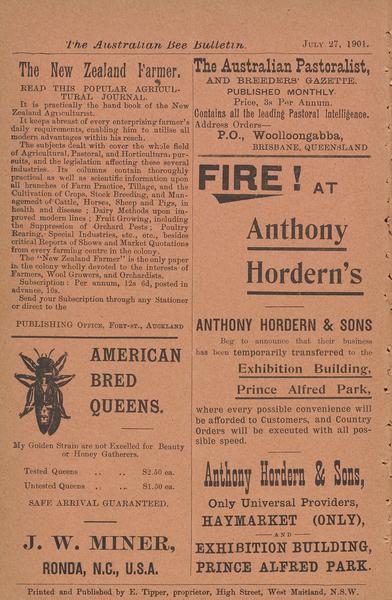 The Australian Bee Bulletin. JULY 27, 1901.
The New Zealand Farmer.
READ THIS POPULAR AGRICUL-
TURAL JOURNAL.
It is practically the hand book of the New
Zealand Agriculturist.
It keeps abreast of every enterprising farmer's
daily requirements, enabling him to utilise all
modern advantages within his reach.
The subjects dealt with cover the whole field
of Agricultural, Pastoral, and Horticultural pur-
suits, and the legislation affecting these several
industries. Its columns contain thoroughly
practical as well as scientific information upon
all branches of Farm Practice, Tillage, and the
Cultivation of Crops, Stock Breeding, and Man-
agement of Cattle, Horses, Sheep and Pigs, in
health and disease; Dairy Methods upon im-
proved modern lines; Fruit Growing, including
the Suppression of Orchard Pests; Poultry
Rearing, Special Industries, etc., etc., besides
critical Reports of Shows and Market Quotations
from every farming centre in the colony.
The "New Zealand Farmer" is the only paper
in the colony wholly devoted to the interests of
Farmers, Wool Growers, and Orchardists.
Subscription: Per annum, 12s 6d, posted in
advance, 10s.
Send your Subscription through any Stationer
or direct to the
PUBLISHING OFFICE, FORT-ST., AUCKLAND
AMERICAN
BRED
QUEENS.
My Golden Strain are not Excelled for Beauty
or Honey Gatherers.
Tested Queens .. .. $2.50 ea.
Untested Queens .. .. $1.50 ea.
SAFE ARRIVAL GUARANTEED.
J. W. MINER,
RONDA, N.C., U.S.A.
The Australian Pastoralist,
AND BREEDERS' GAZETTE.
PUBLISHED MONTHLY
Price, 3s Per Annum.
Contains all the leading Pastoral Intelligence.
Address Orders—
P.O., Woolloongabba,
BRISBANE, QUEENSLAND
FIRE! AT
Anthony
Hordern's
ANTHONY HORDERN & SONS
Beg to announce that their business
has been temporarily transferred to the
Exhibition Building,
Prince Alfred Park,
where every possible convenience will
be afforded to Customers, and Country
Orders will be executed with all pos-
sible speed.
Anthony Hordern & Sons,
Only Universal Providers,
HAYMARKET (ONLY),
AND
EXHIBITION BUILDING,
PRINCE ALFRED PARK.
Printed and Published by E. Tipper, proprietor, High Street, West Maitland, N.S.W.